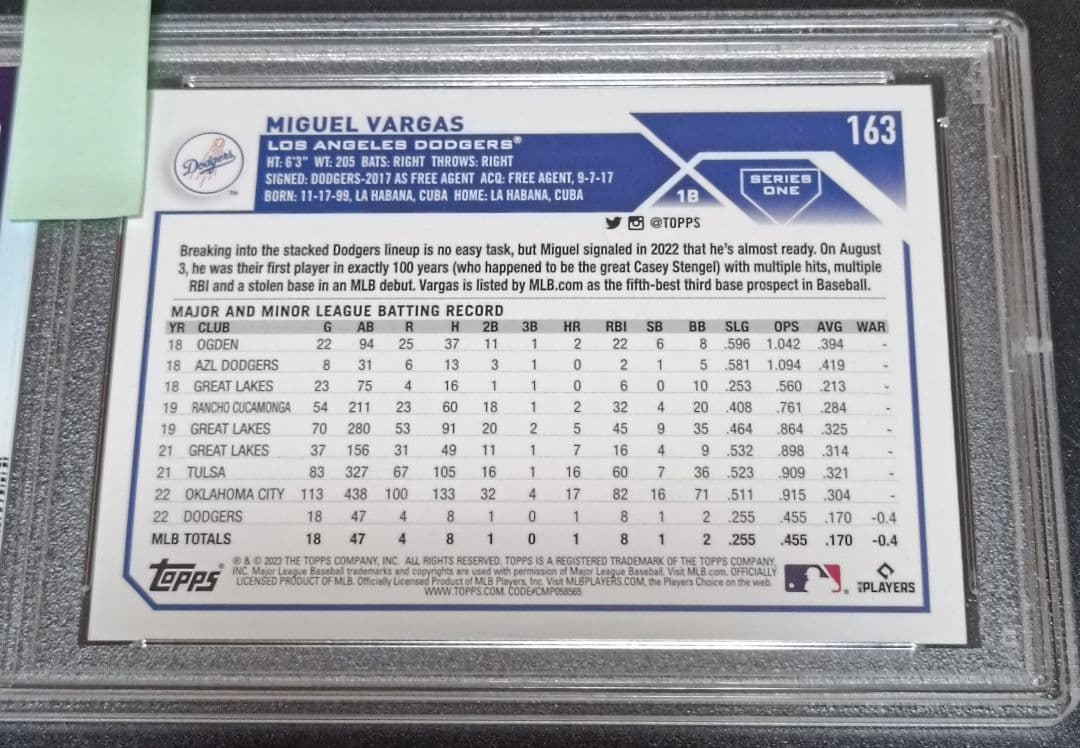 MIGUEL VARGAS
163
Dodgers
LOS ANGELES DODGERS®
HT: 6'3" WT: 205 BATS: RIGHT THROWS: RIGHT
SIGNED: DODGERS-2017 AS FREE AGENT ACQ: FREE AGENT, 9-7-17
BORN: 11-17-99, LA HABANA, CUBA HOME: LA HABANA, CUBA
1B
SERIES
ONE
@TOPPS
Breaking into the stacked Dodgers lineup is no easy task, but Miguel signaled in 2022 that he's almost ready. On August
3, he was their first player in exactly 100 years (who happened to be the great Casey Stengel) with multiple hits, multiple
RBI and a stolen base in an MLB debut. Vargas is listed by MLB.com as the fifth-best third base prospect in Baseball.
MAJOR AND MINOR LEAGUE BATTING RECORD
YR CLUB G AB R H 2B 3B HR RBI SB BB SLG OPS AVG WAR
18 OGDEN 22 94 25 37 11 1 2 22 6 8 .596 1.042 .394 -
18 AZL DODGERS 8 31 6 13 3 1 0 2 1 5 .581 1.094 .419 -
18 GREAT LAKES 23 75 4 16 1 1 0 6 0 10 .253 .560 .213 -
19 RANCHO CUCAMONGA 54 211 23 60 18 1 2 32 4 20 .408 .761 .284 -
19 GREAT LAKES 70 280 53 91 20 2 5 45 9 35 .464 .864 .325 -
21 GREAT LAKES 37 156 31 49 11 1 7 16 4 9 .532 .898 .314 -
21 TULSA 83 327 67 105 16 1 16 60 7 36 .523 .909 .321 -
22 OKLAHOMA CITY 113 438 100 133 32 4 17 82 16 71 .511 .915 .304 -
22 DODGERS 18 47 4 8 1 0 1 8 1 2 .255 .455 .170 -0.4
MLB TOTALS 18 47 4 8 1 0 1 8 1 2 .255 .455 .170 -0.4
TOPPS
® & © 2023 THE TOPPS COMPANY, INC. ALL RIGHTS RESERVED. TOPPS IS A REGISTERED TRADEMARK OF THE TOPPS COMPANY,
INC. Major League Baseball trademarks and copyrights are used with permission of Major League Baseball. Visit MLB.com. OFFICIALLY
LICENSED PRODUCT OF MLB. Officially Licensed Product of MLB Players, Inc. Visit MLBPLAYERS.COM, the Players Choice on the web.
WWW.TOPPS.COM. CODE#CMP058565
PLAYERS